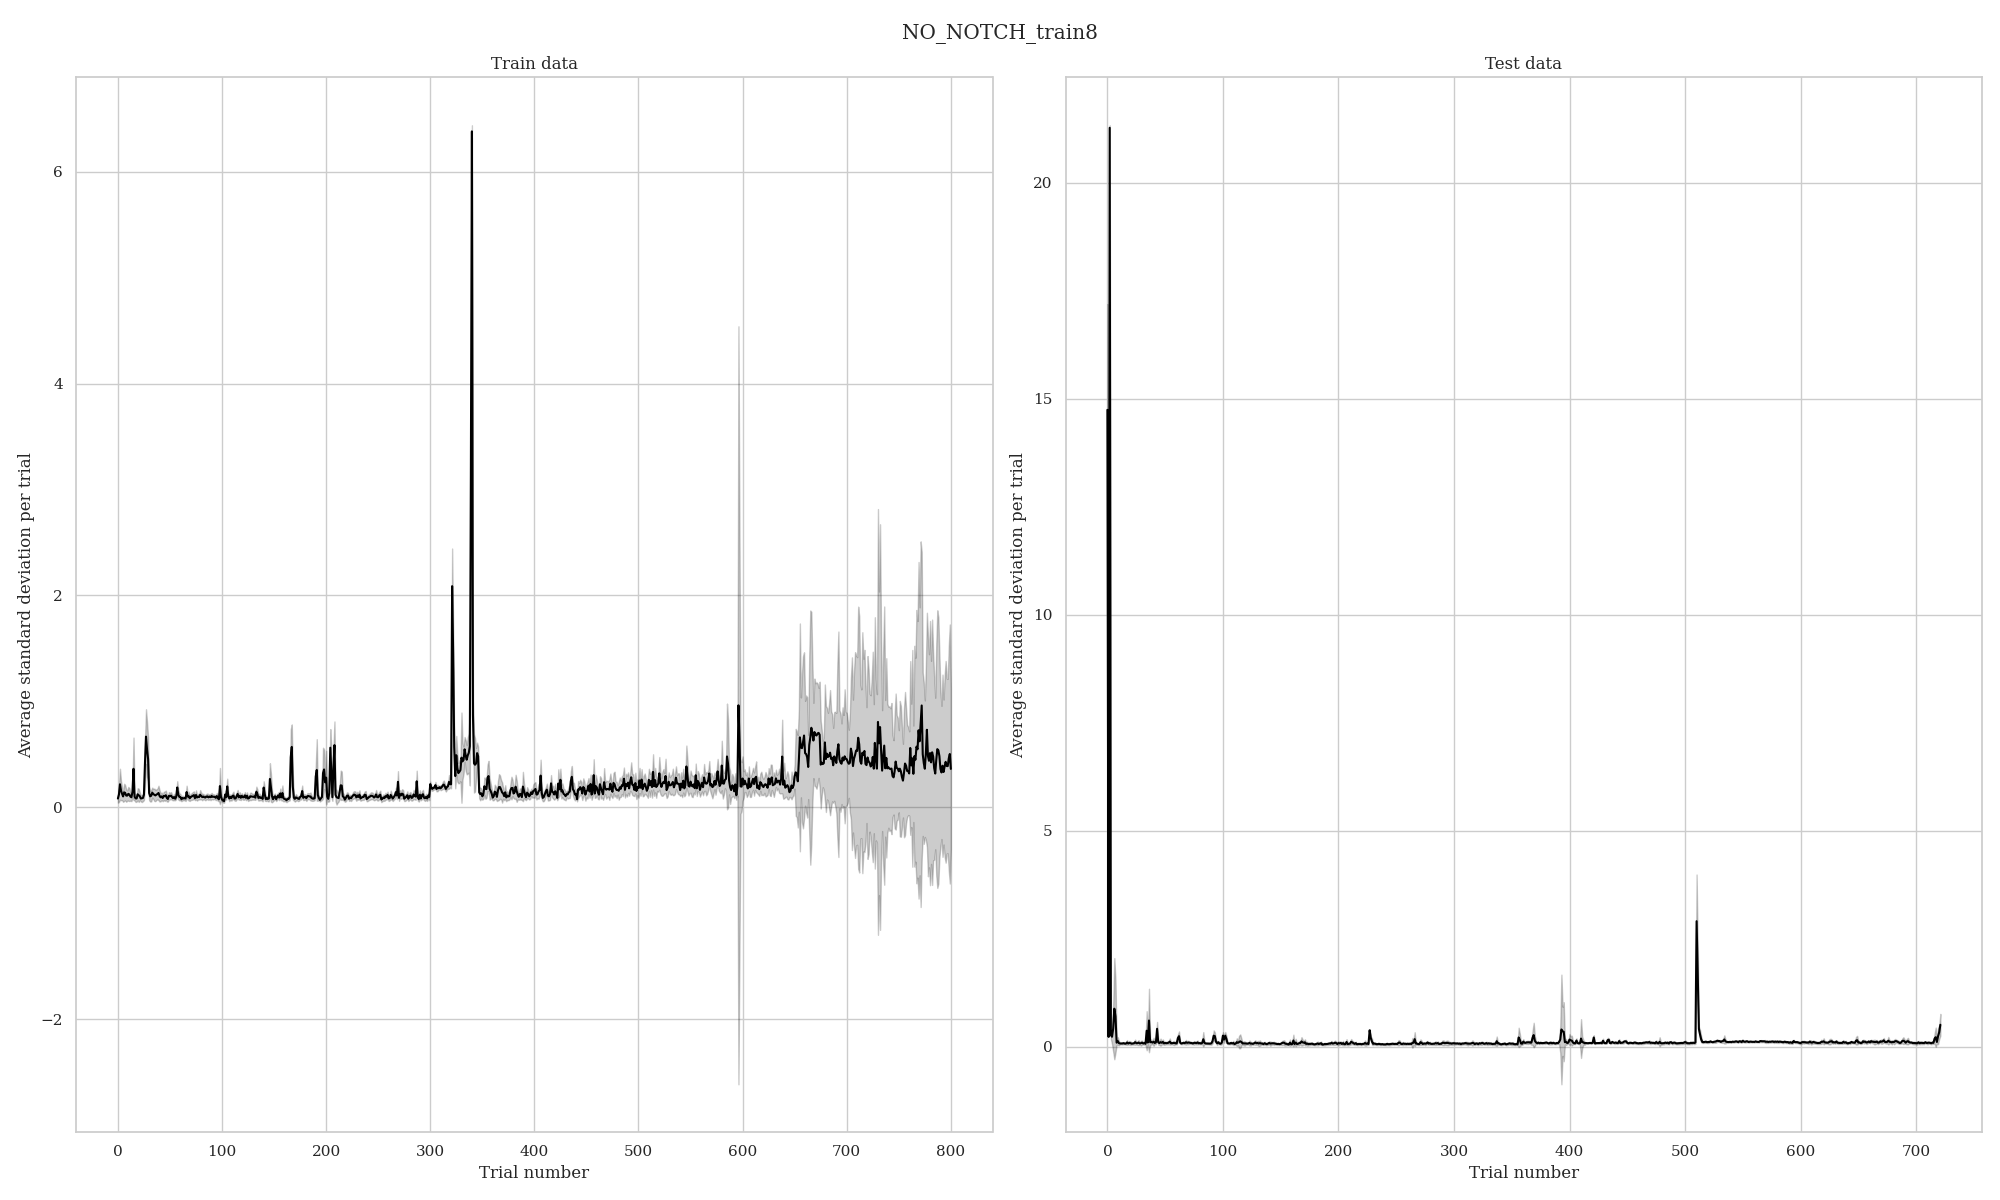 NO_NOTCH_train8
Train data
Average standard deviation per trial
6
4
2
0
−2
0 100 200 300 400 500 600 700 800
Trial number
Test data
Average standard deviation per trial
20
15
10
5
0
0 100 200 300 400 500 600 700
Trial number